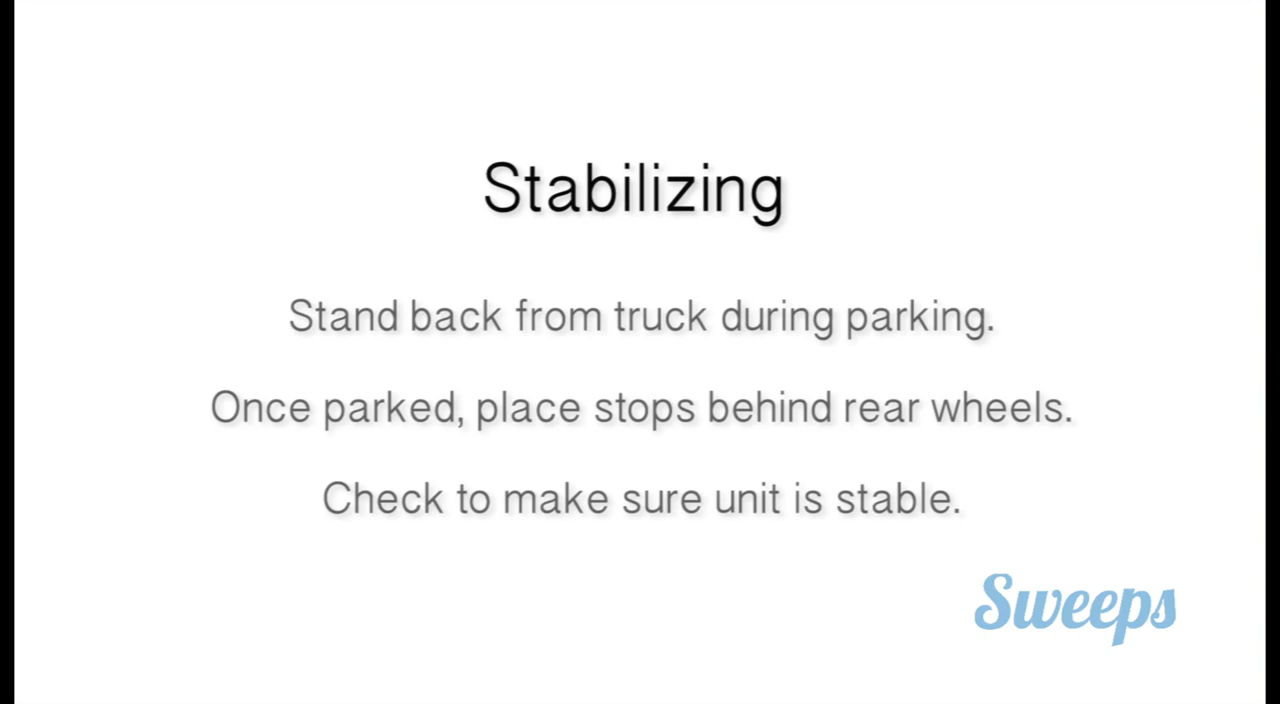 Stabilizing
Stand back from truck during parking.
Once parked, place stops behind rear wheels.
Check to make sure unit is stable.
Sweeps